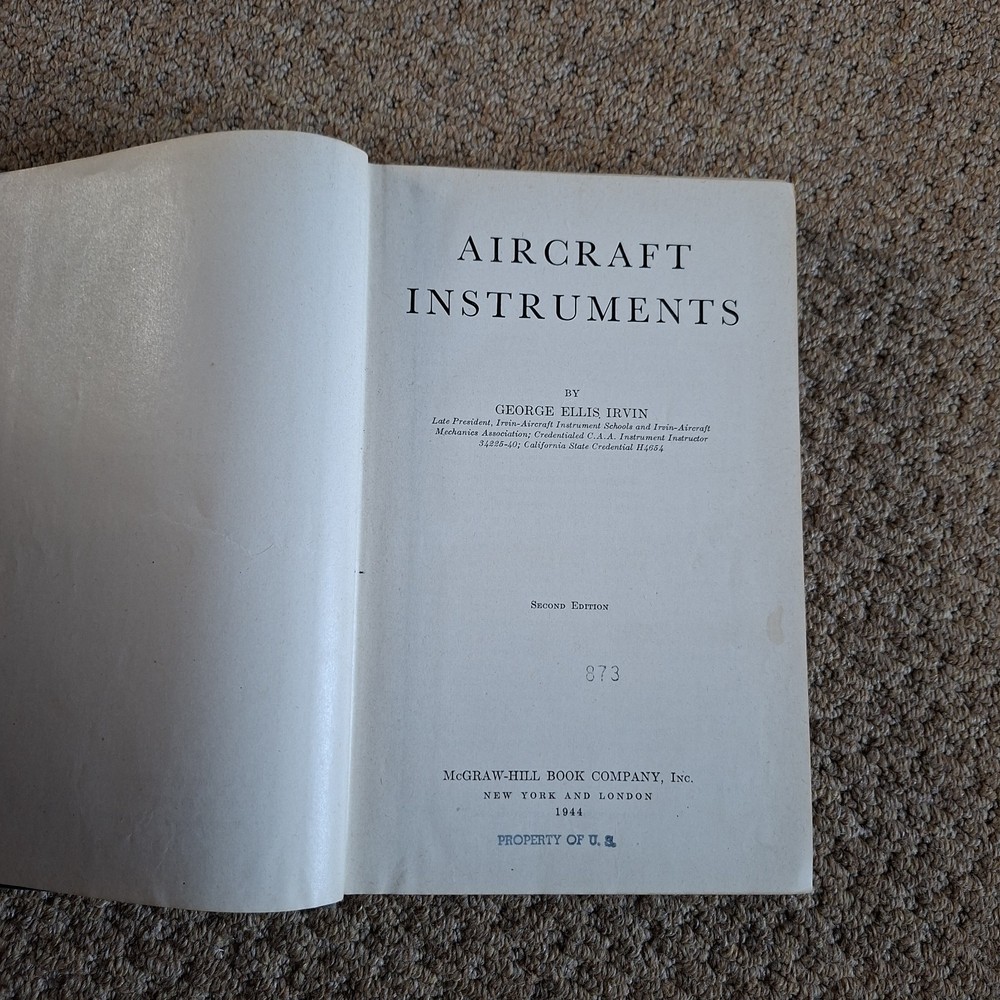 AIRCRAFT
INSTRUMENTS
BY
GEORGE ELLIS IRVIN
Late President, Irvin-Aircraft Instrument Schools and Irvin-Aircraft
Mechanics Association; Credentialed C.A.A. Instrument Instructor
34225-40; California State Credential H4654
SECOND EDITION
873
McGRAW-HILL BOOK COMPANY, INC.
NEW YORK AND LONDON
1944
PROPERTY OF U. S.